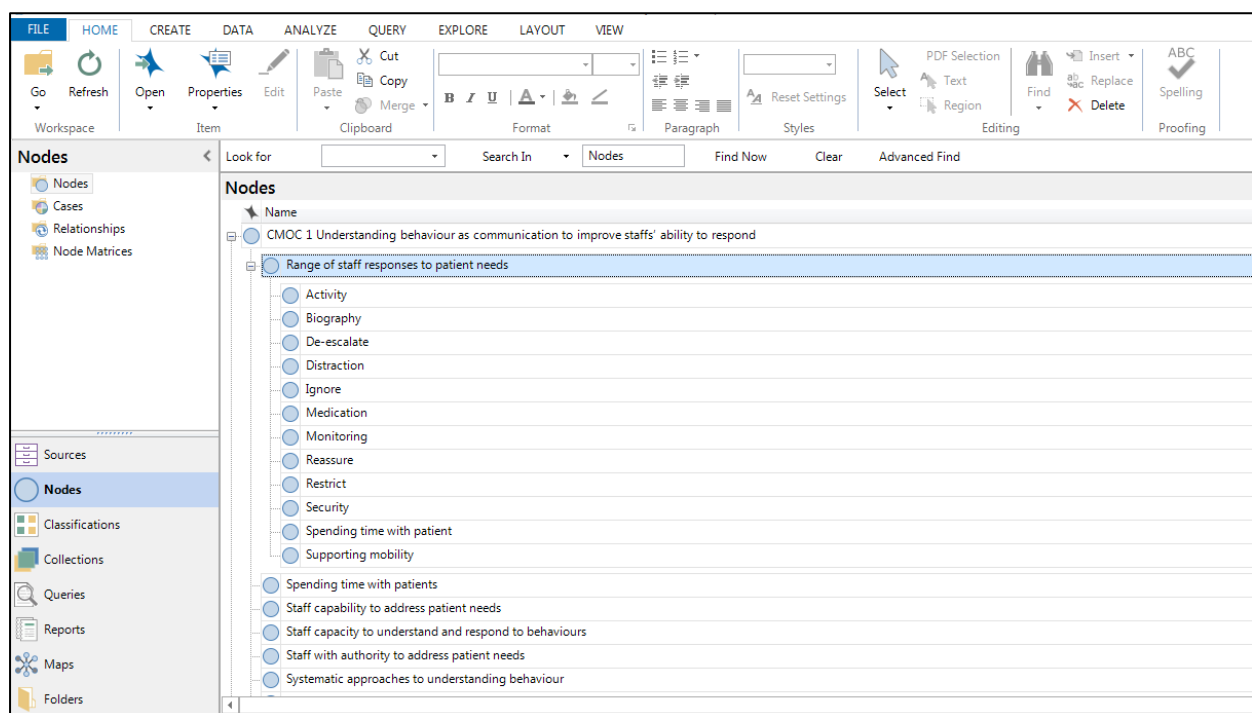 FILE HOME CREATE DATA ANALYZE QUERY EXPLORE LAYOUT VIEW
Go Refresh Open Properties Edit Paste Cut Copy Merge
B I U A
A A Reset Settings
Select PDF Selection Text Region Find Insert ab ac Replace Delete
ABC Spelling
Workspace Item Clipboard Format Paragraph Styles Editing Proofing
Nodes
Nodes
Cases
Relationships
Node Matrices
Sources
Nodes
Classifications
Collections
Queries
Reports
Maps
Folders
Look for Search In Nodes Find Now Clear Advanced Find
Nodes
Name
CMOC 1 Understanding behaviour as communication to improve staffs' ability to respond
Range of staff responses to patient needs
Activity
Biography
De-escalate
Distraction
Ignore
Medication
Monitoring
Reassure
Restrict
Security
Spending time with patient
Supporting mobility
Spending time with patients
Staff capability to address patient needs
Staff capacity to understand and respond to behaviours
Staff with authority to address patient needs
Systematic approaches to understanding behaviour